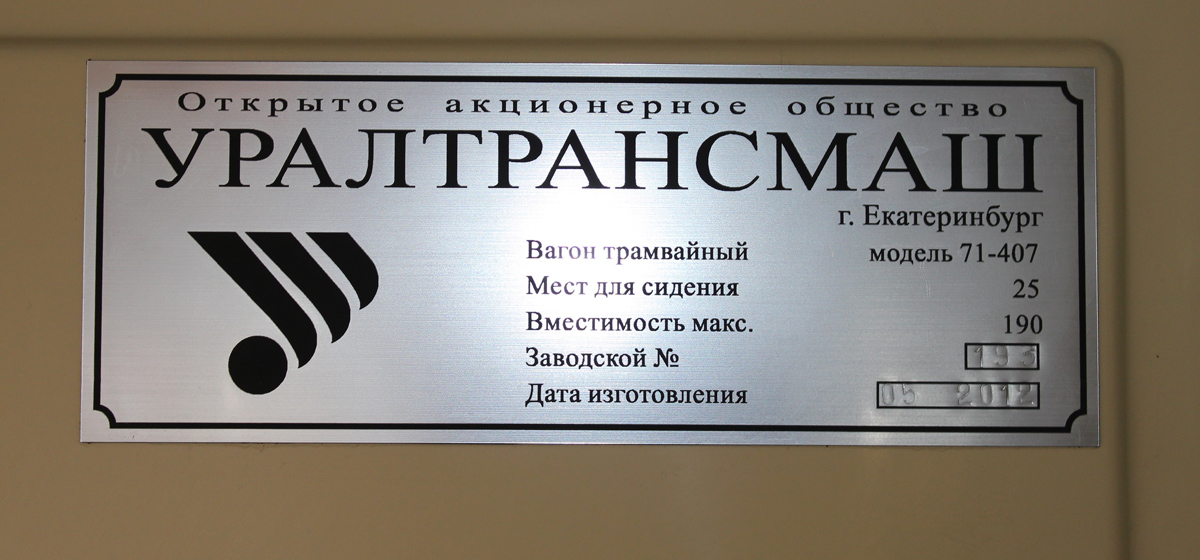 Открытое акционерное общество
УРАЛТРАНСМАШ
г. Екатеринбург
Вагон трамвайный модель 71-407
Мест для сидения 25
Вместимость макс. 190
Заводской № 193
Дата изготовления 05 2012